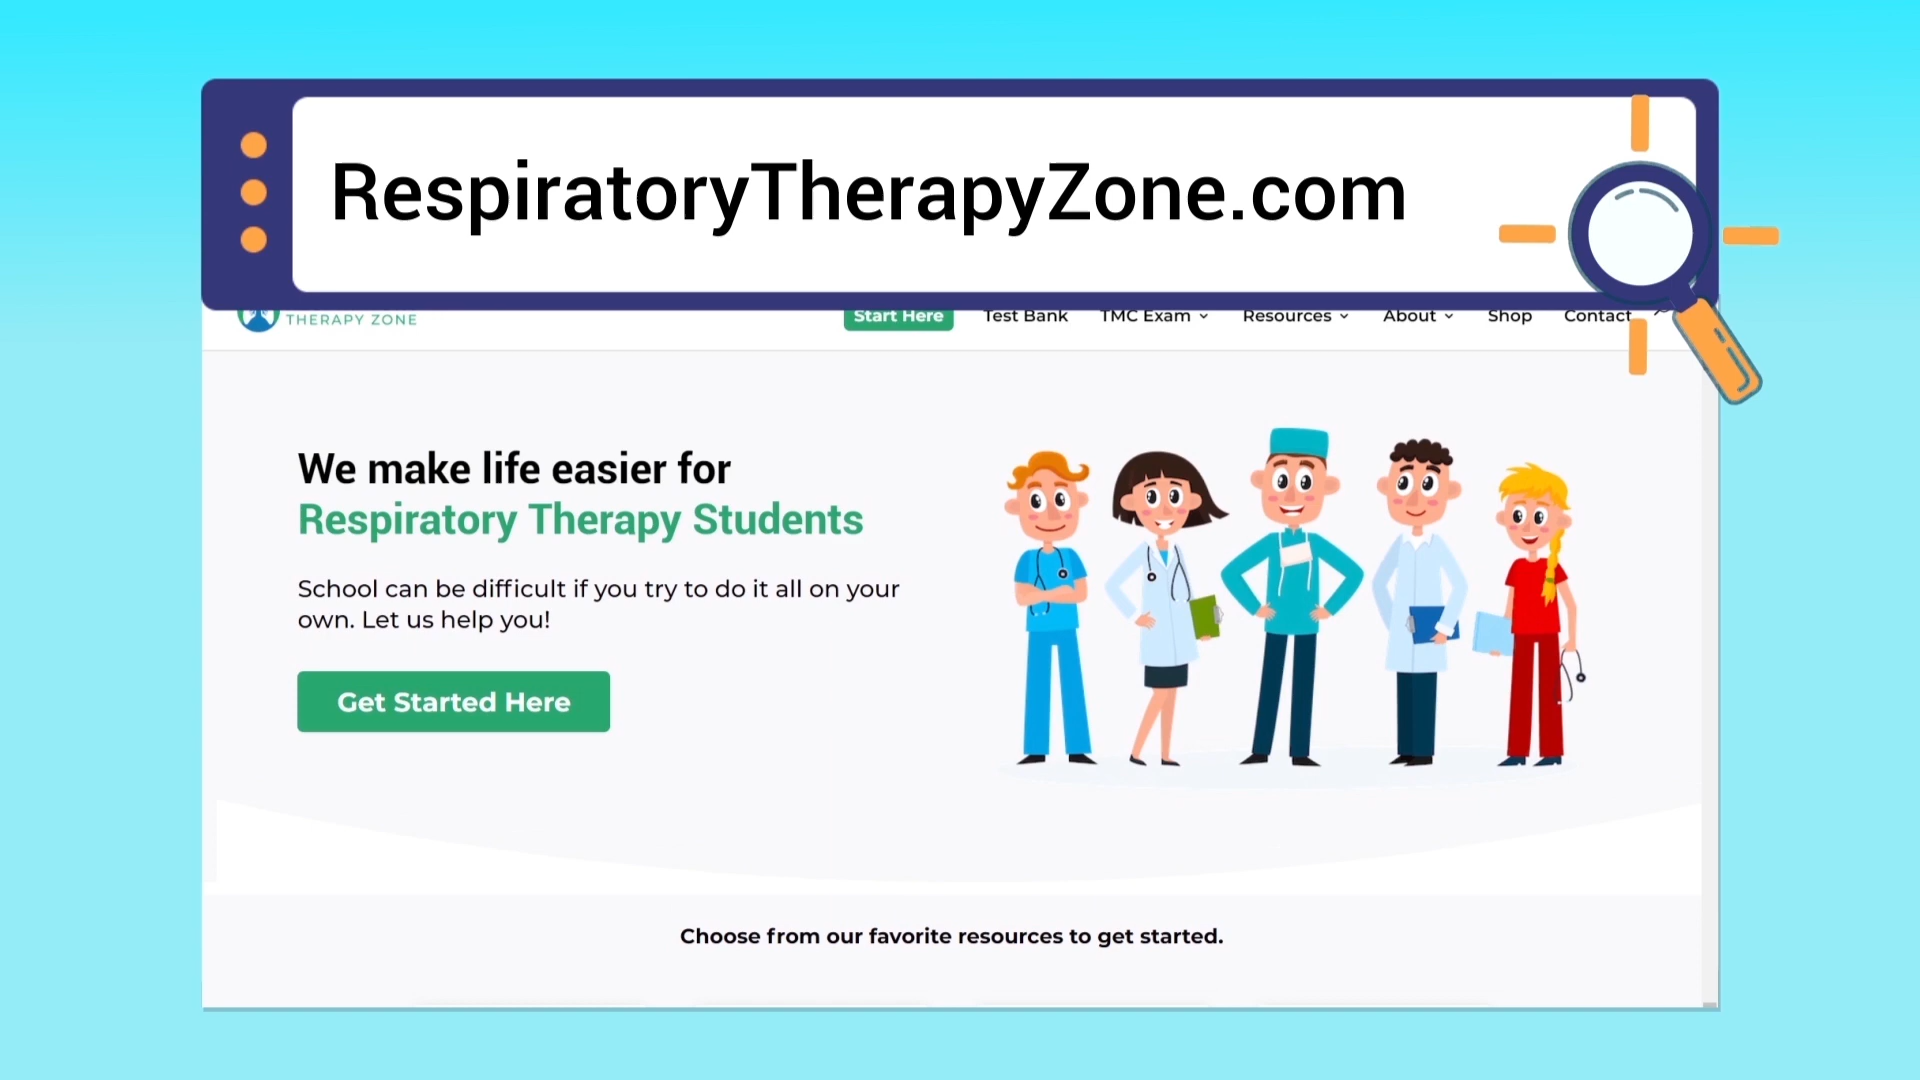 RespiratoryTherapyZone.com
THERAPY ZONE
Start Here Test Bank TMC Exam Resources About Shop Contact
We make life easier for
Respiratory Therapy Students
School can be difficult if you try to do it all on your
own. Let us help you!
Get Started Here
Choose from our favorite resources to get started.